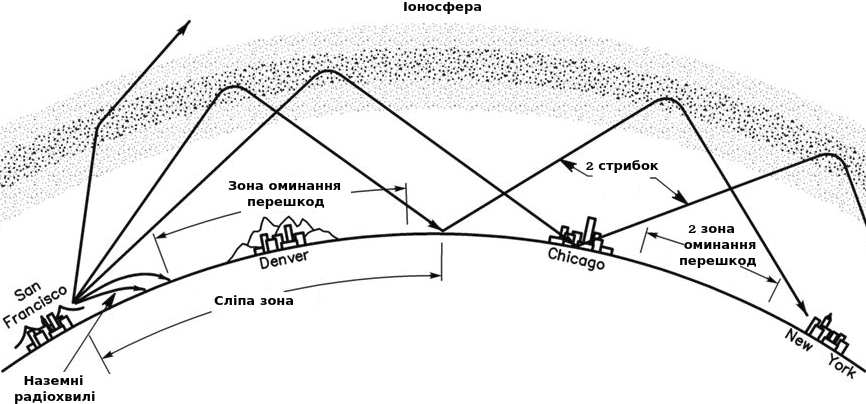 Іоносфера
2 стрибок
Зона оминання
перешкод
2 зона
оминання
перешкод
Denver
Chicago
San
Francisco
Сліпа зона
New York
Наземні
радіохвилі